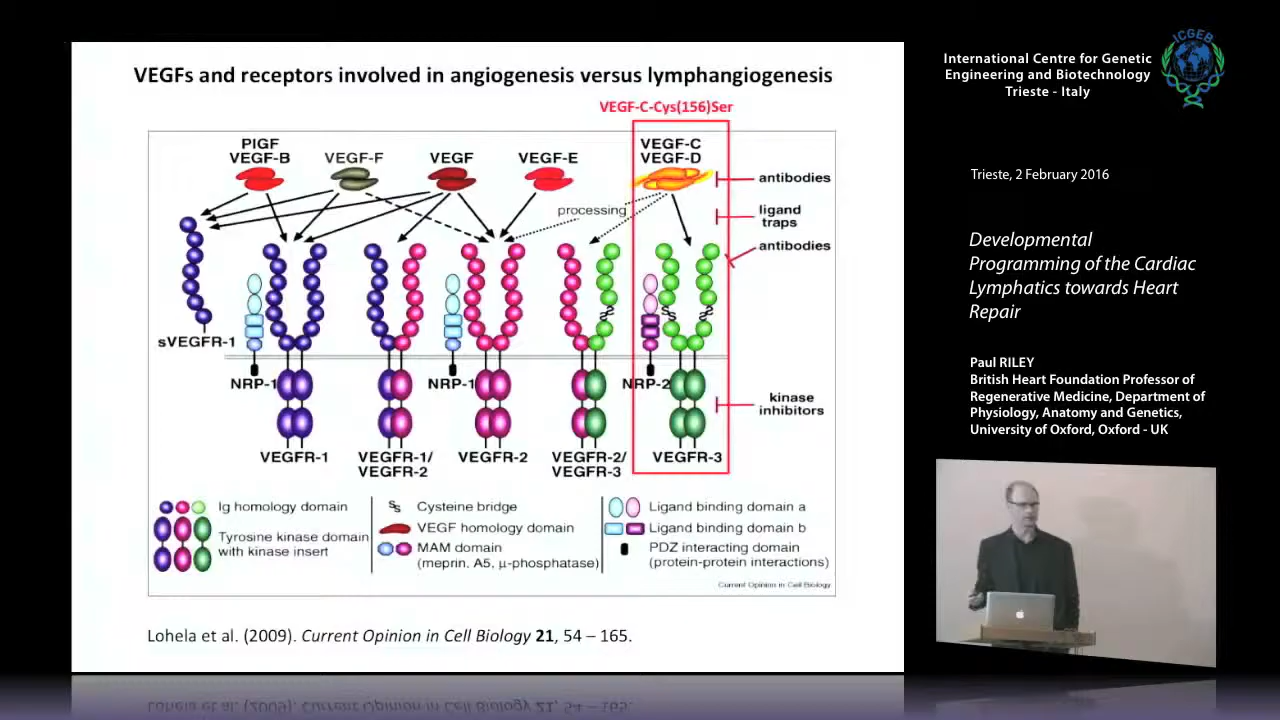 VEGFs and receptors involved in angiogenesis versus lymphangiogenesis
VEGF-C-Cys(156)Ser
PlGF
VEGF-B
VEGF-F
VEGF
VEGF-E
VEGF-C
VEGF-D
antibodies
processing
ligand
traps
antibodies
sVEGFR-1
NRP-1
NRP-1
NRP-2
kinase
inhibitors
VEGFR-1
VEGFR-1/
VEGFR-2
VEGFR-2
VEGFR-2/
VEGFR-3
VEGFR-3
Ig homology domain
Tyrosine kinase domain
with kinase insert
Cysteine bridge
VEGF homology domain
MAM domain
(meprin, A5, μ-phosphatase)
Ligand binding domain a
Ligand binding domain b
PDZ interacting domain
(protein-protein interactions)
Current Opinion in Cell Biology
Lohela et al. (2009). Current Opinion in Cell Biology 21, 54 – 165.
International Centre for Genetic
Engineering and Biotechnology
Trieste - Italy
ICGEB
Trieste, 2 February 2016
Developmental
Programming of the Cardiac
Lymphatics towards Heart
Repair
Paul RILEY
British Heart Foundation Professor of
Regenerative Medicine, Department of
Physiology, Anatomy and Genetics,
University of Oxford, Oxford - UK